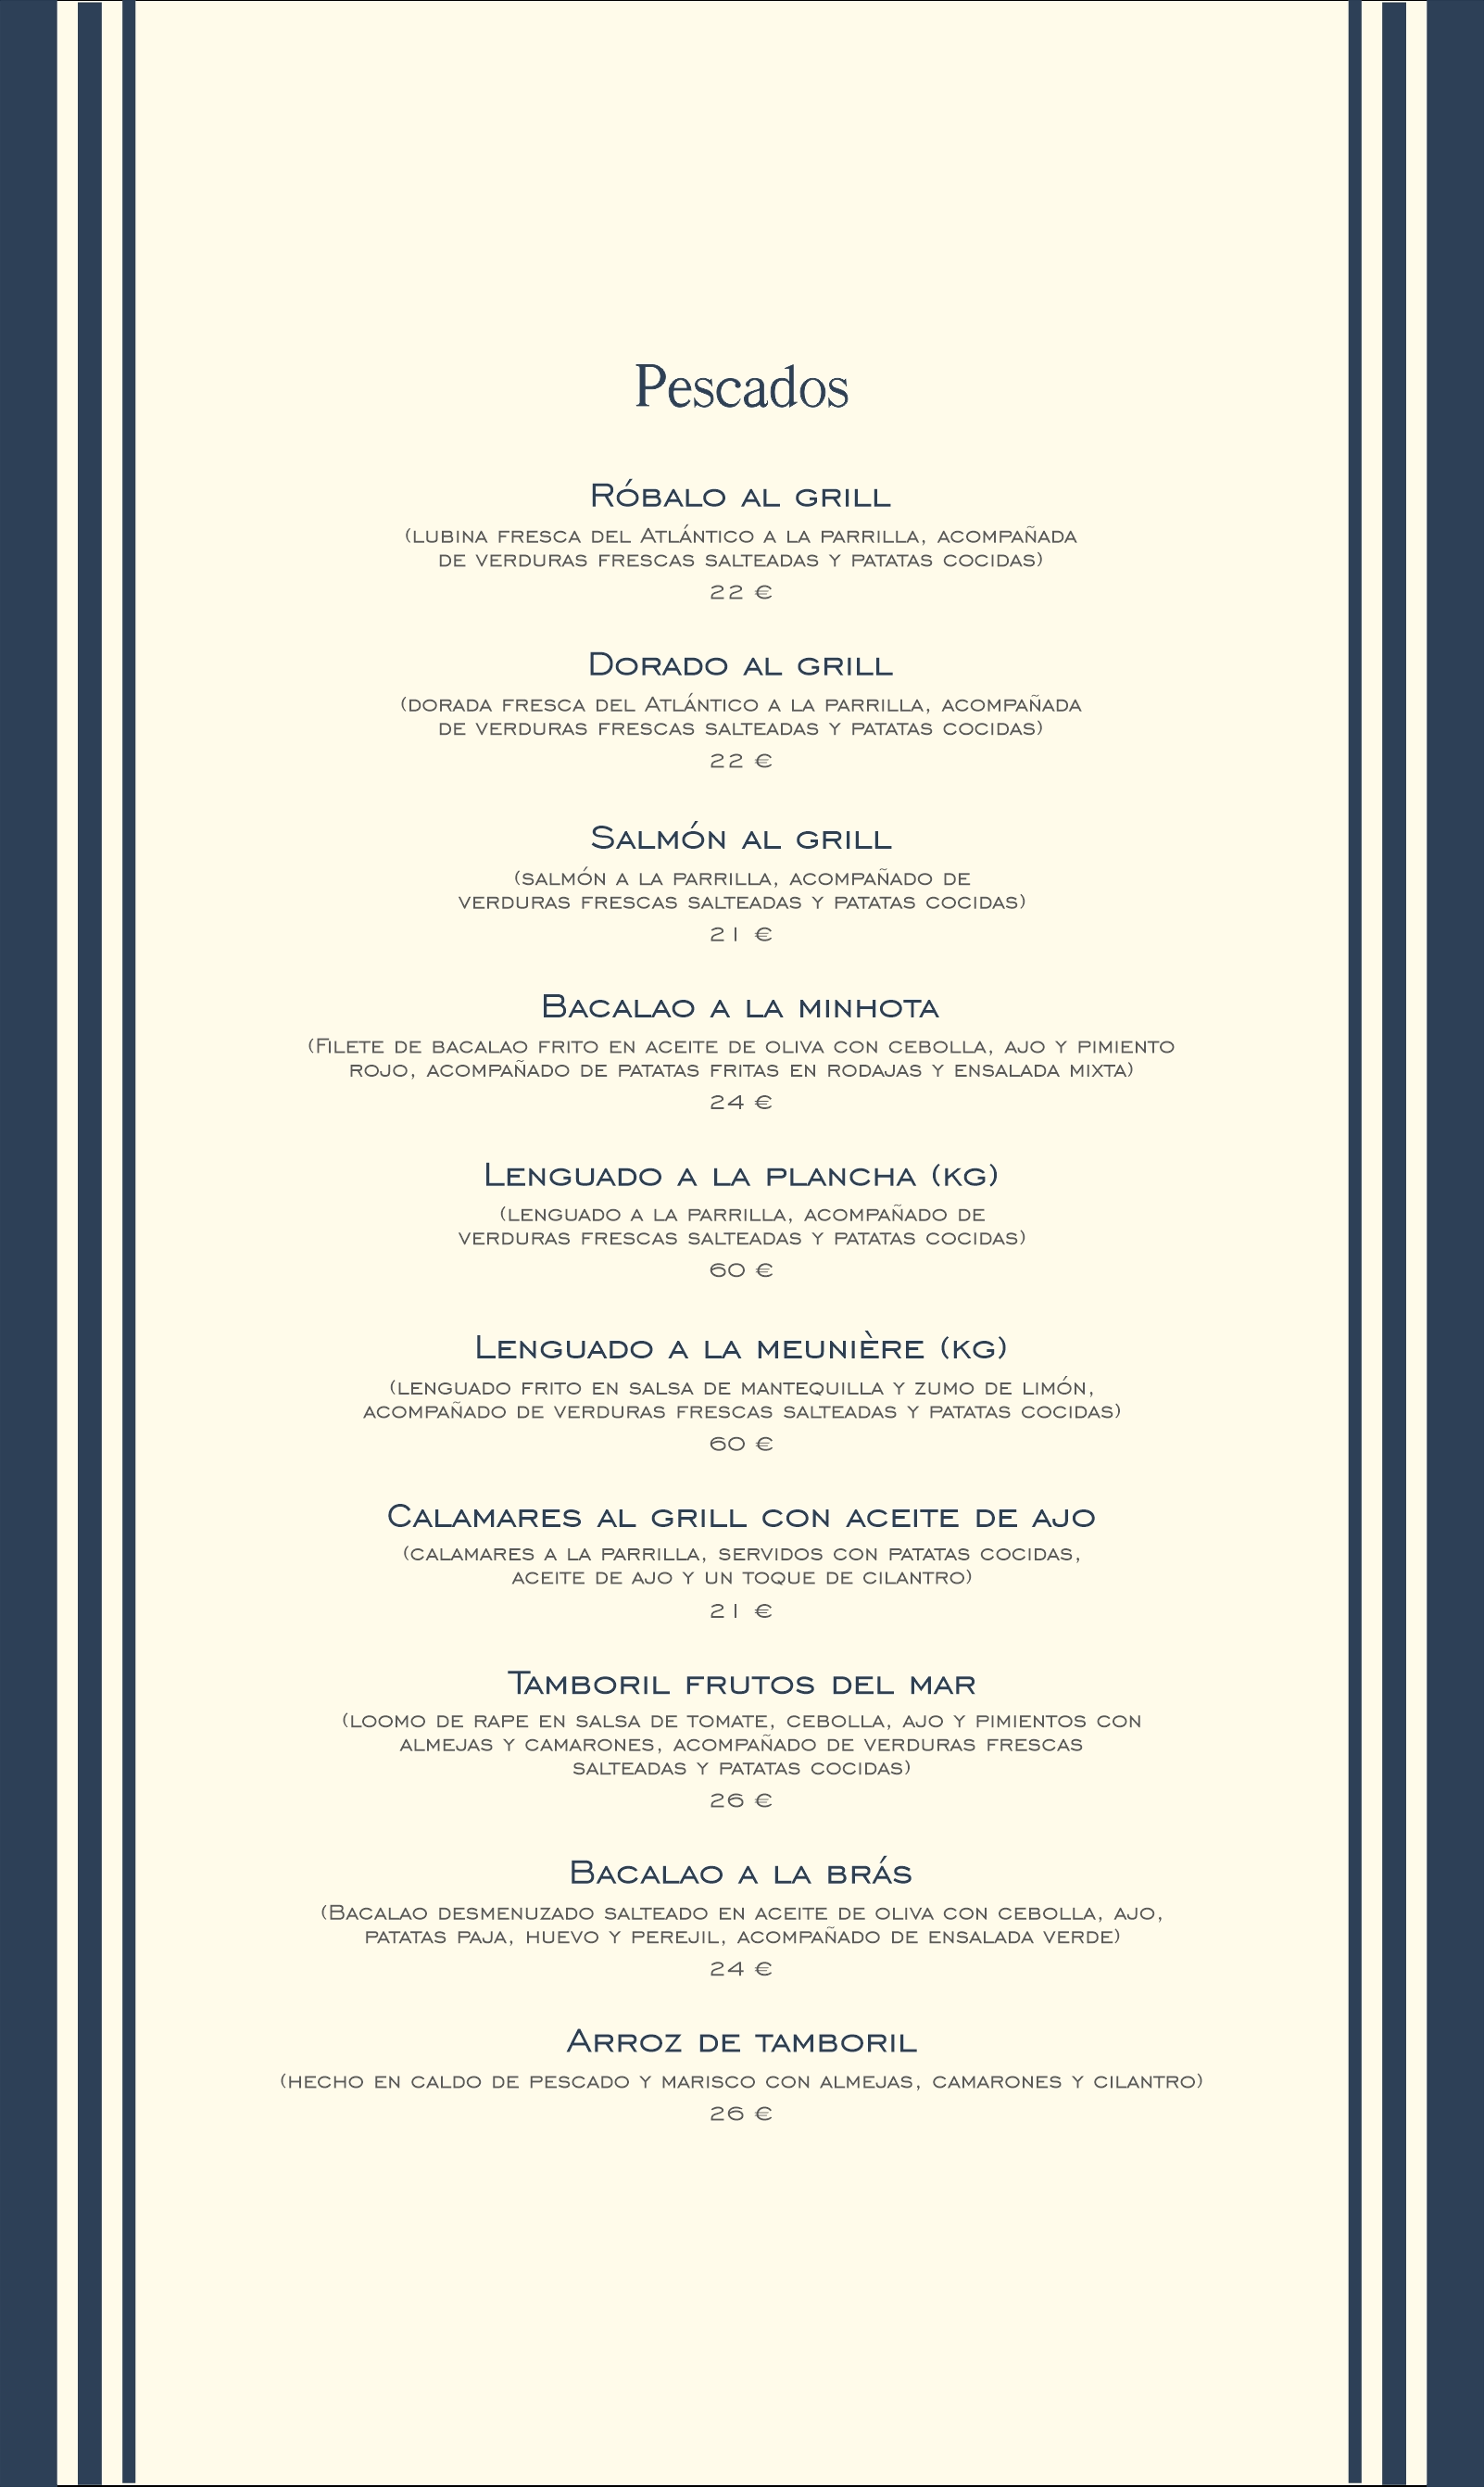 Pescados
Róbalo al grill
(lubina fresca del Atlántico a la parrilla, acompañada
de verduras frescas salteadas y patatas cocidas)
22 €
Dorado al grill
(dorada fresca del Atlántico a la parrilla, acompañada
de verduras frescas salteadas y patatas cocidas)
22 €
Salmón al grill
(salmón a la parrilla, acompañado de
verduras frescas salteadas y patatas cocidas)
21 €
Bacalao a la minhota
(Filete de bacalao frito en aceite de oliva con cebolla, ajo y pimiento
rojo, acompañado de patatas fritas en rodajas y ensalada mixta)
24 €
Lenguado a la plancha (kg)
(lenguado a la parrilla, acompañado de
verduras frescas salteadas y patatas cocidas)
60 €
Lenguado a la meunière (kg)
(lenguado frito en salsa de mantequilla y zumo de limón,
acompañado de verduras frescas salteadas y patatas cocidas)
60 €
Calamares al grill con aceite de ajo
(calamares a la parrilla, servidos con patatas cocidas,
aceite de ajo y un toque de cilantro)
21 €
Tamboril frutos del mar
(loomo de rape en salsa de tomate, cebolla, ajo y pimientos con
almejas y camarones, acompañado de verduras frescas
salteadas y patatas cocidas)
26 €
Bacalao a la brás
(Bacalao desmenuzado salteado en aceite de oliva con cebolla, ajo,
patatas paja, huevo y perejil, acompañado de ensalada verde)
24 €
Arroz de tamboril
(hecho en caldo de pescado y marisco con almejas, camarones y cilantro)
26 €